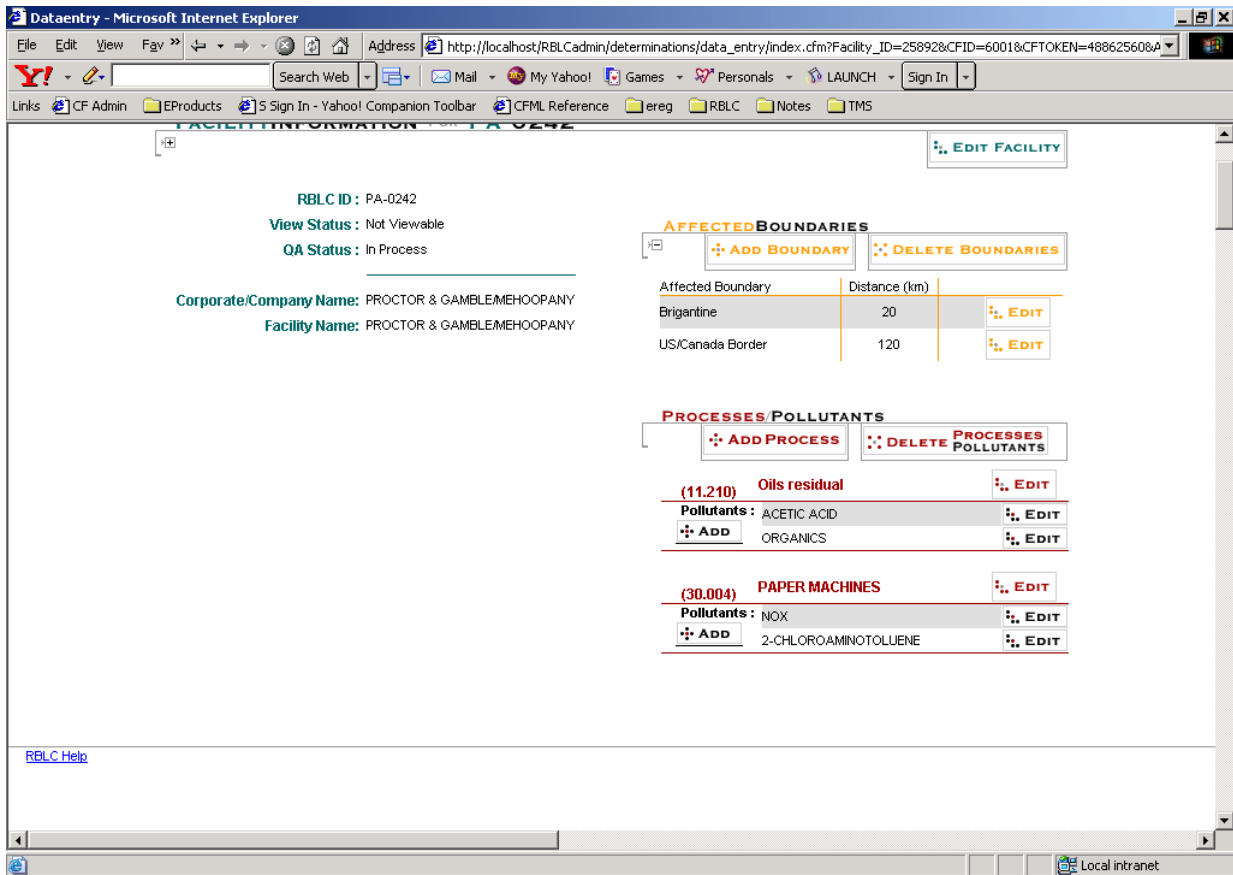 Dataentry - Microsoft Internet Explorer
File Edit View Fav » Address http://localhost/RBLCadmin/determinations/data_entry/index.cfm?Facility_ID=25892&CFID=6001&CFTOKEN=48862560&A
Y! Search Web Mail My Yahoo! Games Personals LAUNCH Sign In
Links CF Admin EProducts S Sign In - Yahoo! Companion Toolbar CFML Reference ereg RBLC Notes TMS
FACILITYINFORMATION FOR PA-0242
EDIT FACILITY
RBLC ID : PA-0242
View Status : Not Viewable
QA Status : In Process
Corporate/Company Name: PROCTOR & GAMBLE/MEHOOPANY
Facility Name: PROCTOR & GAMBLE/MEHOOPANY
AFFECTEDBOUNDARIES
ADD BOUNDARY DELETE BOUNDARIES
Affected Boundary Distance (km)
Brigantine 20 EDIT
US/Canada Border 120 EDIT
PROCESSES/POLLUTANTS
ADD PROCESS DELETE PROCESSES POLLUTANTS
(11.210) Oils residual EDIT
Pollutants : ACETIC ACID EDIT
ADD ORGANICS EDIT
(30.004) PAPER MACHINES EDIT
Pollutants : NOX EDIT
ADD 2-CHLOROAMINOTOLUENE EDIT
RBLC Help
Local intranet